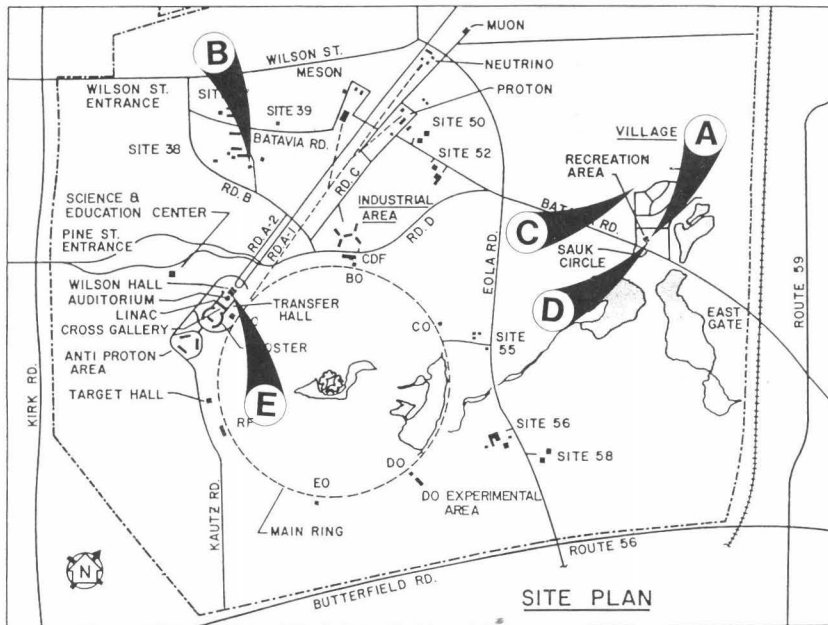 MUON
B
WILSON ST.
MESON
NEUTRINO
WILSON ST.
ENTRANCE
SITE 39
PROTON
A
SITE 50
VILLAGE
SITE 38
BATAVIA RD.
SITE 52
RECREATION
AREA
RD. C
SCIENCE &
EDUCATION CENTER
RD. B
INDUSTRIAL
AREA
RD. A-2
RD. A-1
RD. D
C
PINE ST.
ENTRANCE
EOLA RD.
SAUK
CIRCLE
CDF
WILSON HALL
AUDITORIUM
LINAC
CROSS GALLERY
BO
TRANSFER
HALL
D
EAST
GATE
ROUTE 59
ANTI PROTON
AREA
CO
SITE
55
TARGET HALL
E
KIRK RD.
RF
SITE 56
SITE 58
DO
EO
DO EXPERIMENTAL
AREA
MAIN RING
KAUTZ RD.
N
ROUTE 56
BUTTERFIELD RD.
SITE PLAN